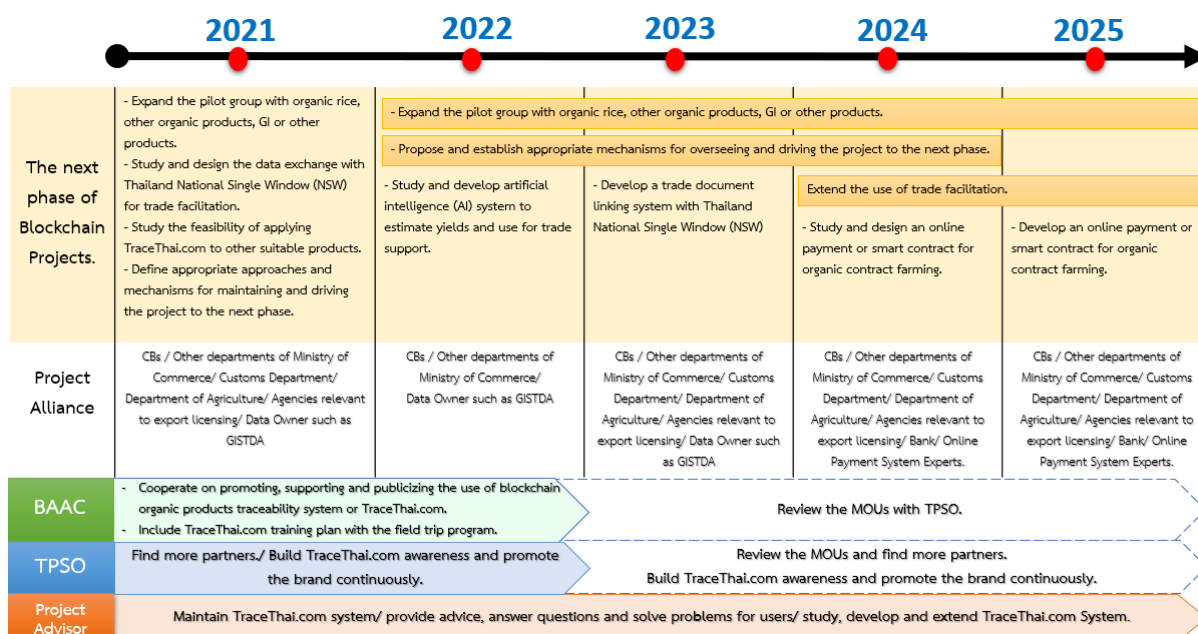 2021
2022
2023
2024
2025
The next
phase of
Blockchain
Projects.
- Expand the pilot group with organic rice,
other organic products, GI or other
products.
- Study and design the data exchange with
Thailand National Single Window (NSW)
for trade facilitation.
- Study the feasibility of applying
TraceThai.com to other suitable products.
- Define appropriate approaches and
mechanisms for maintaining and driving
the project to the next phase.
- Expand the pilot group with organic rice, other organic products, GI or other products.
- Propose and establish appropriate mechanisms for overseeing and driving the project to the next phase.
Extend the use of trade facilitation.
- Study and develop artificial
intelligence (AI) system to
estimate yields and use for trade
support.
- Develop a trade document
linking system with Thailand
National Single Window (NSW)
- Study and design an online
payment or smart contract for
organic contract farming.
- Develop an online payment or
smart contract for organic
contract farming.
Project
Alliance
CBs / Other departments of Ministry of
Commerce/ Customs Department/
Department of Agriculture/ Agencies relevant
to export licensing/ Data Owner such as
GISTDA
CBs / Other departments of
Ministry of Commerce/
Data Owner such as GISTDA
CBs / Other departments of
Ministry of Commerce/ Customs
Department/ Department of
Agriculture/ Agencies relevant to
export licensing/ Data Owner such
as GISTDA
CBs / Other departments of
Ministry of Commerce/ Customs
Department/ Department of
Agriculture/ Agencies relevant to
export licensing/ Bank/ Online
Payment System Experts.
CBs / Other departments of
Ministry of Commerce/ Customs
Department/ Department of
Agriculture/ Agencies relevant to
export licensing/ Bank/ Online
Payment System Experts.
BAAC
- Cooperate on promoting, supporting and publicizing the use of blockchain
organic products traceability system or TraceThai.com.
- Include TraceThai.com training plan with the field trip program.
Review the MOUs with TPSO.
TPSO
Find more partners./ Build TraceThai.com awareness and promote
the brand continuously.
Review the MOUs and find more partners.
Build TraceThai.com awareness and promote the brand continuously.
Project
Advisor
Maintain TraceThai.com system/ provide advice, answer questions and solve problems for users/ study, develop and extend TraceThai.com System.